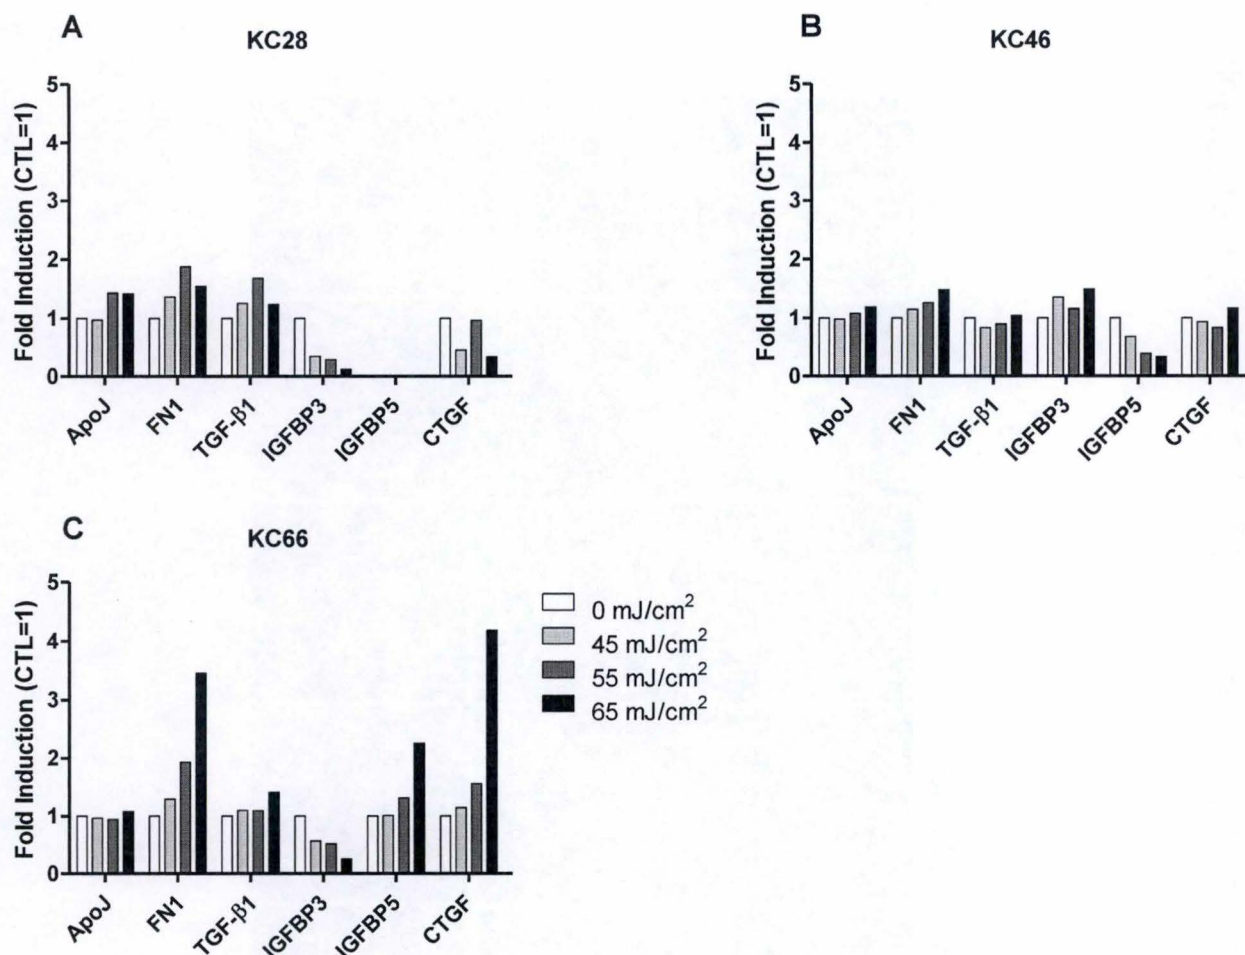 A
KC28
Fold Induction (CTL=1)
5
4
3
2
1
0
ApoJ
FN1
TGF-β1
IGFBP3
IGFBP5
CTGF
B
KC46
Fold Induction (CTL=1)
5
4
3
2
1
0
ApoJ
FN1
TGF-β1
IGFBP3
IGFBP5
CTGF
C
KC66
Fold Induction (CTL=1)
5
4
3
2
1
0
ApoJ
FN1
TGF-β1
IGFBP3
IGFBP5
CTGF
0 mJ/cm²
45 mJ/cm²
55 mJ/cm²
65 mJ/cm²